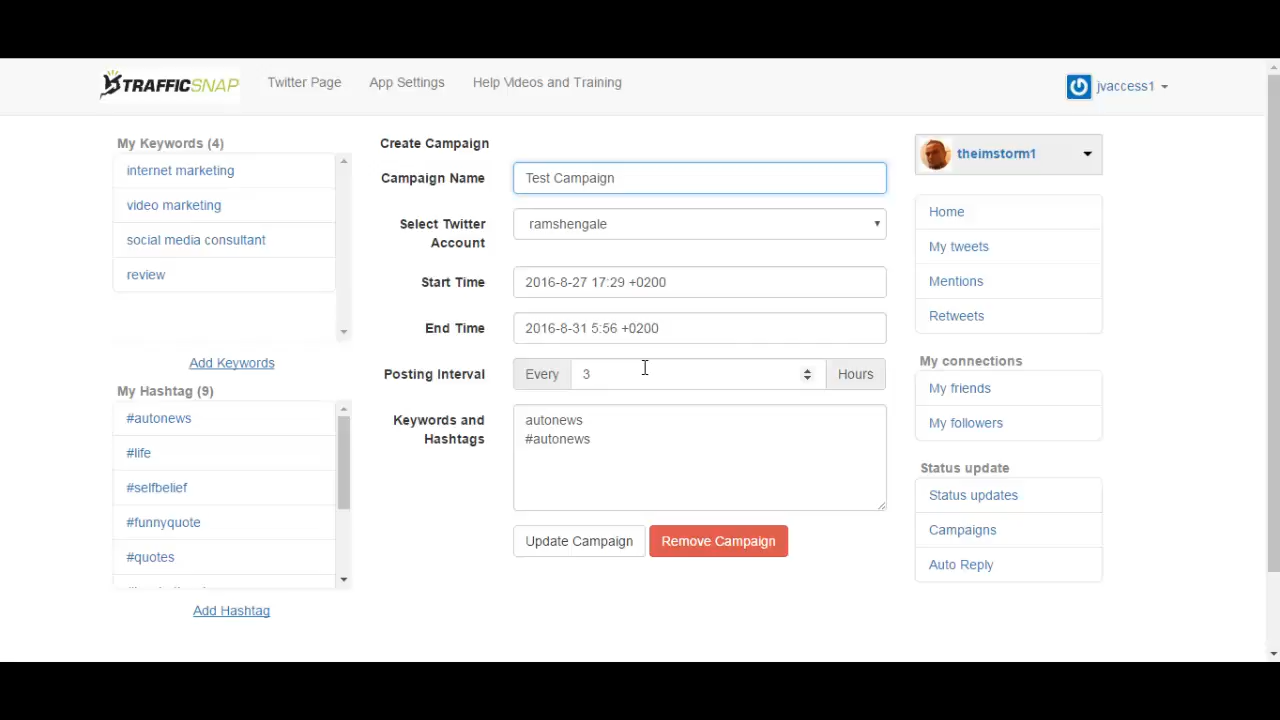 TRAFFICSNAP
Twitter Page
App Settings
Help Videos and Training
jvaccess1
My Keywords (4)
internet marketing
video marketing
social media consultant
review
Add Keywords
My Hashtag (9)
#autonews
#life
#selfbelief
#funnyquote
#quotes
Add Hashtag
Create Campaign
Campaign Name
Test Campaign
Select Twitter
Account
ramshengale
Start Time
2016-8-27 17:29 +0200
End Time
2016-8-31 5:56 +0200
Posting Interval
Every
3
Hours
Keywords and
Hashtags
autonews
#autonews
Update Campaign
Remove Campaign
theimstorm1
Home
My tweets
Mentions
Retweets
My connections
My friends
My followers
Status update
Status updates
Campaigns
Auto Reply